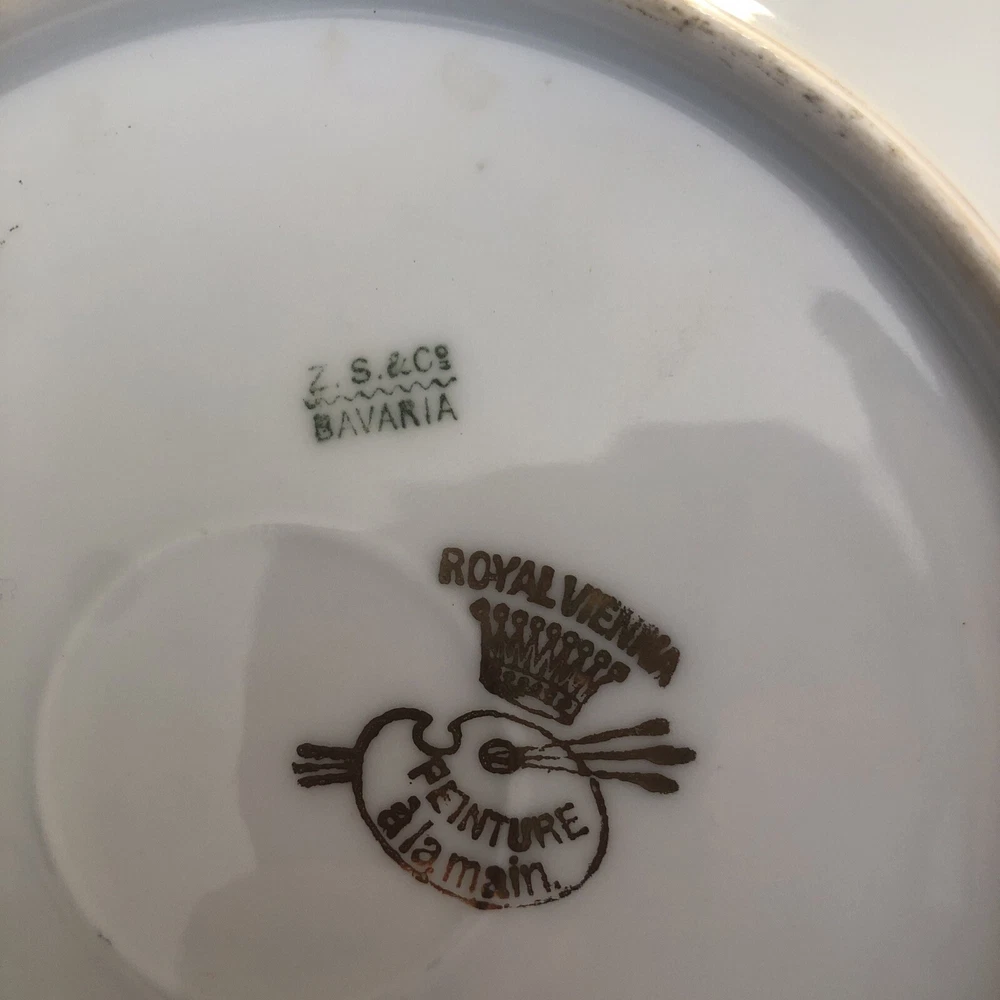 Z. S. & Cº
BAVARIA
ROYAL VIENNA
PEINTURE
à la main.